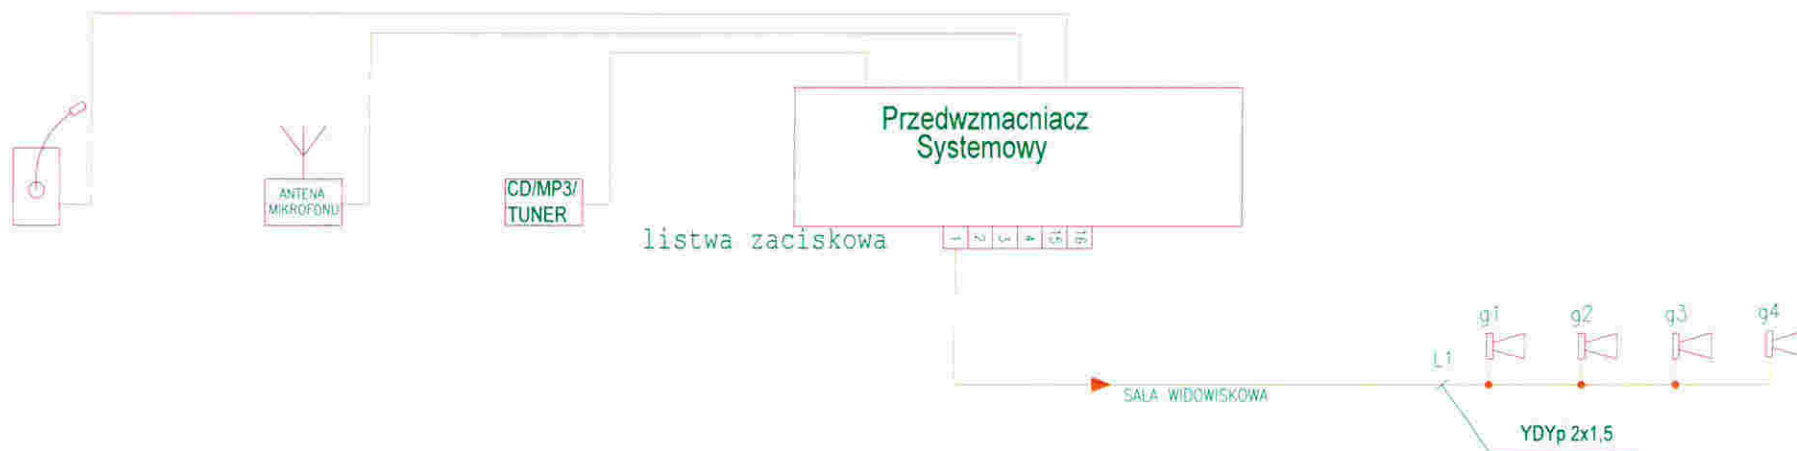 Przedwzmacniacz
Systemowy
ANTENA
MIKROFONU
CD/MP3/
TUNER
listwa zaciskowa
1 2 3 4 15 16
g1 g2 g3 g4
L1
SALA WIDOWISKOWA
YDYp 2x1,5